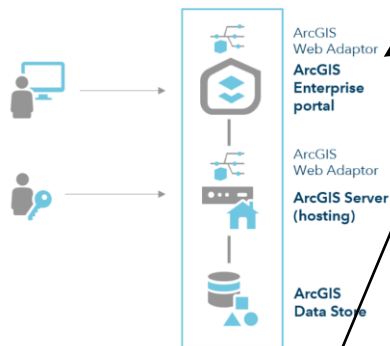 ArcGIS
Web Adaptor
ArcGIS
Enterprise
portal
ArcGIS
Web Adaptor
ArcGIS Server
(hosting)
ArcGIS
Data Store